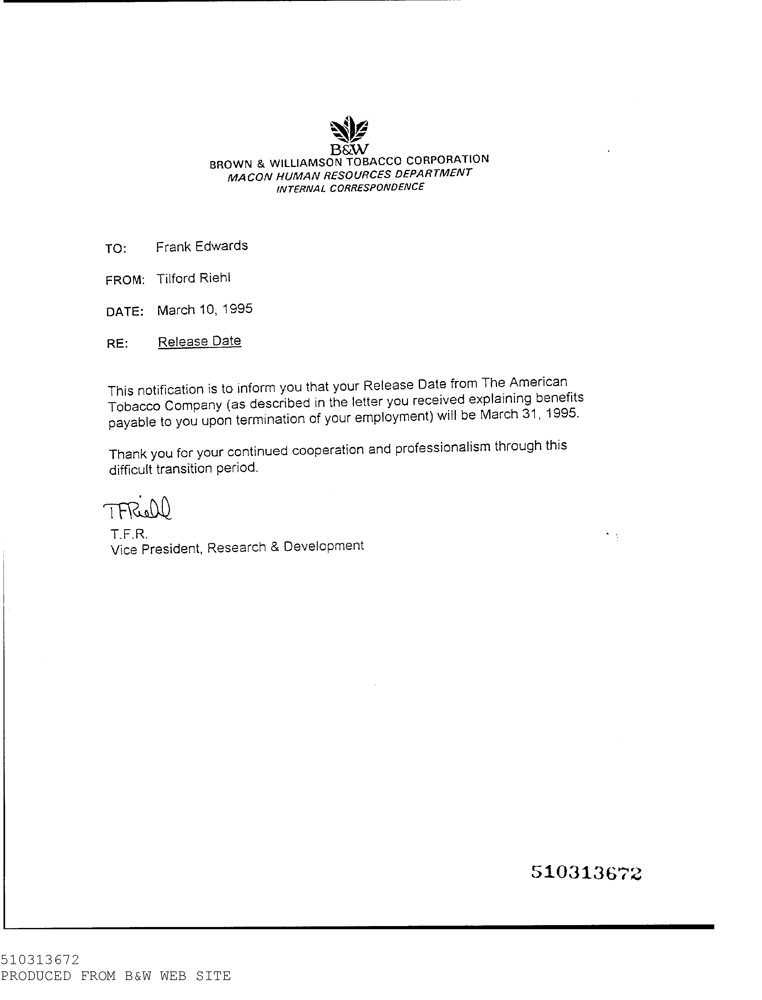 B&W
BROWN & WILLIAMSON TOBACCO CORPORATION
MACON HUMAN RESOURCES DEPARTMENT
INTERNAL CORRESPONDENCE
TO: Frank Edwards
FROM: Tilford Riehl
DATE: March 10, 1995
RE: Release Date
This notification is to inform you that your Release Date from The American
Tobacco Company (as described in the letter you received explaining benefits
payable to you upon termination of your employment) will be March 31, 1995.
Thank you for your continued cooperation and professionalism through this
difficult transition period.
TFRiehl
T.F.R.
Vice President, Research & Development
510313672
510313672
PRODUCED FROM B&W WEB SITE